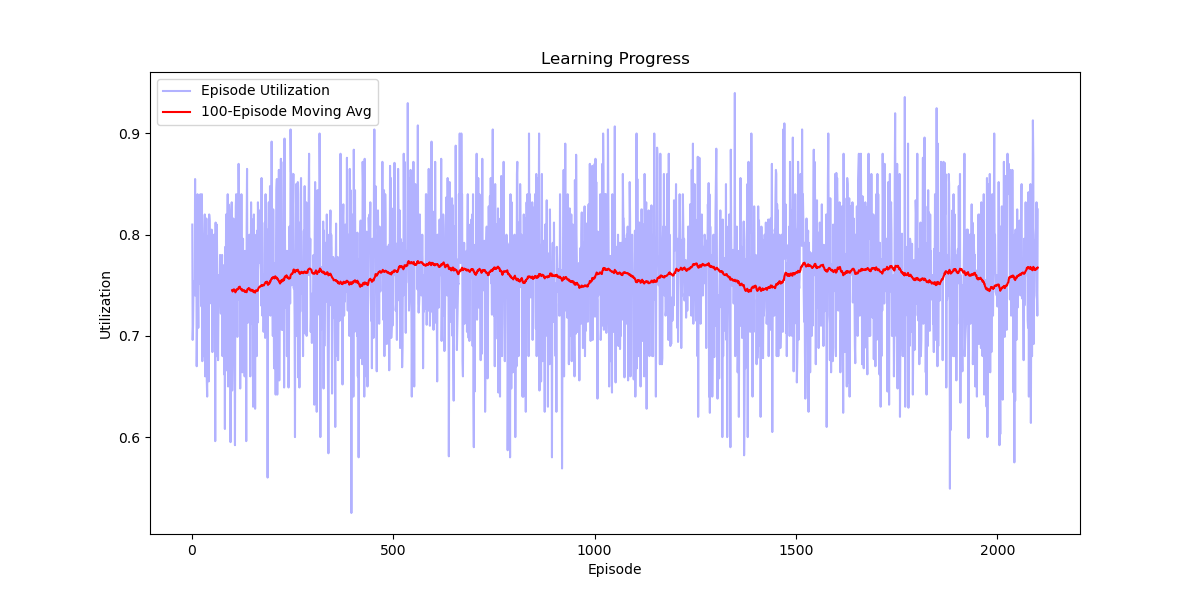 Learning Progress
Episode Utilization
100-Episode Moving Avg
0.9
0.8
0.7
0.6
Utilization
0
500
1000
1500
2000
Episode